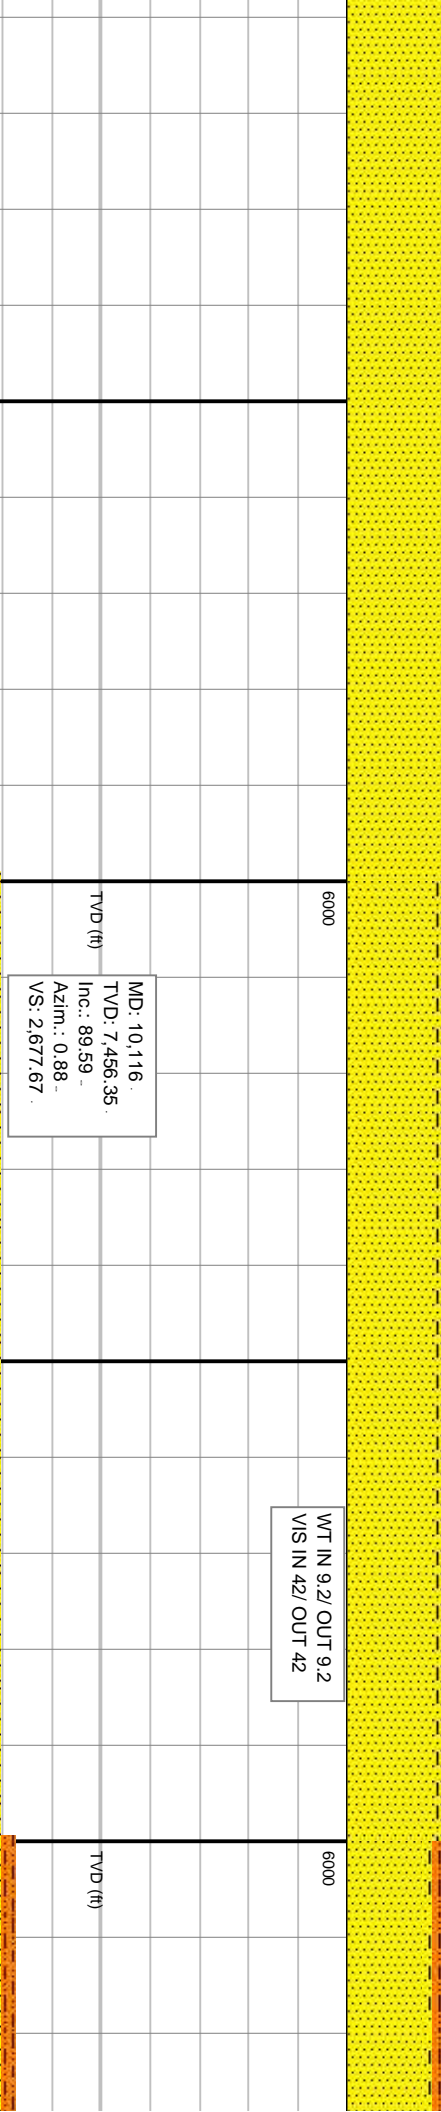 6000
TVD (ft)
MD: 10,116
TVD: 7,456.35
Inc.: 89.59
Azim.: 0.88
VS: 2,677.67
WT IN 9.2/ OUT 9.2
VIS IN 42/ OUT 42
6000
TVD (ft)